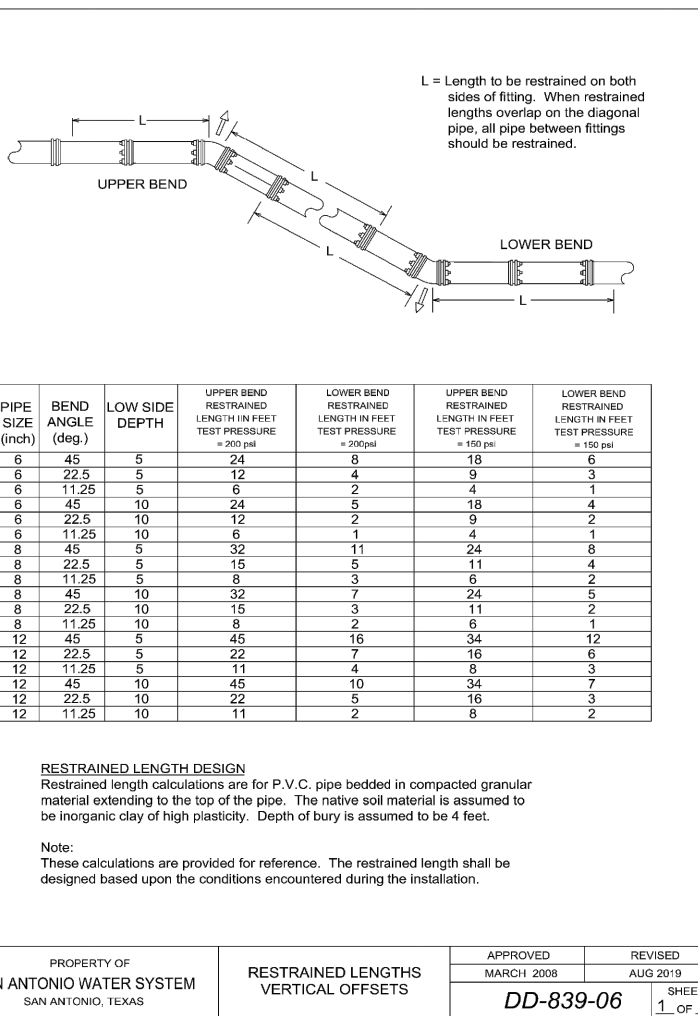 L = Length to be restrained on both
sides of fitting. When restrained
lengths overlap on the diagonal
pipe, all pipe between fittings
should be restrained.
L
UPPER BEND
L
L
LOWER BEND
L
PIPE SIZE (inch) BEND ANGLE (deg.) LOW SIDE DEPTH UPPER BEND RESTRAINED LENGTH IIN FEET TEST PRESSURE = 200 psi LOWER BEND RESTRAINED LENGTH IN FEET TEST PRESSURE = 200psi UPPER BEND RESTRAINED LENGTH IN FEET TEST PRESSURE = 150 psi LOWER BEND RESTRAINED LENGTH IN FEET TEST PRESSURE = 150 psi
6 45 5 24 8 18 6
6 22.5 5 12 4 9 3
6 11.25 5 6 2 4 1
6 45 10 24 5 18 4
6 22.5 10 12 2 9 2
6 11.25 10 6 1 4 1
8 45 5 32 11 24 8
8 22.5 5 15 5 11 4
8 11.25 5 8 3 6 2
8 45 10 32 7 24 5
8 22.5 10 15 3 11 2
8 11.25 10 8 2 6 1
12 45 5 45 16 34 12
12 22.5 5 22 7 16 6
12 11.25 5 11 4 8 3
12 45 10 45 10 34 7
12 22.5 10 22 5 16 3
12 11.25 10 11 2 8 2
RESTRAINED LENGTH DESIGN
Restrained length calculations are for P.V.C. pipe bedded in compacted granular
material extending to the top of the pipe. The native soil material is assumed to
be inorganic clay of high plasticity. Depth of bury is assumed to be 4 feet.
Note:
These calculations are provided for reference. The restrained length shall be
designed based upon the conditions encountered during the installation.
PROPERTY OF
N ANTONIO WATER SYSTEM
SAN ANTONIO, TEXAS
RESTRAINED LENGTHS
VERTICAL OFFSETS
APPROVED REVISED
MARCH 2008 AUG 2019
DD-839-06
SHEE
1 OF